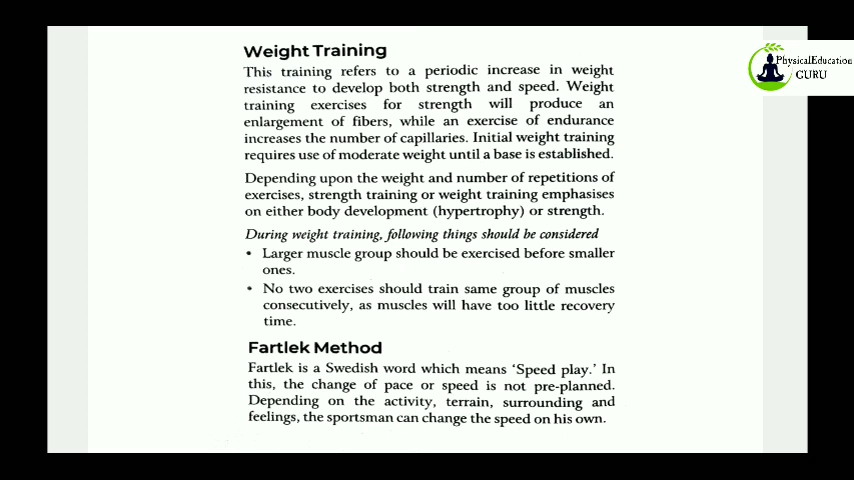 Weight Training
This training refers to a periodic increase in weight
resistance to develop both strength and speed. Weight
training exercises for strength will produce an
enlargement of fibers, while an exercise of endurance
increases the number of capillaries. Initial weight training
requires use of moderate weight until a base is established.
Depending upon the weight and number of repetitions of
exercises, strength training or weight training emphasises
on either body development (hypertrophy) or strength.
During weight training, following things should be considered
• Larger muscle group should be exercised before smaller
ones.
• No two exercises should train same group of muscles
consecutively, as muscles will have too little recovery
time.
Fartlek Method
Fartlek is a Swedish word which means 'Speed play.' In
this, the change of pace or speed is not pre-planned.
Depending on the activity, terrain, surrounding and
feelings, the sportsman can change the speed on his own.
PhysicalEducation
GURU